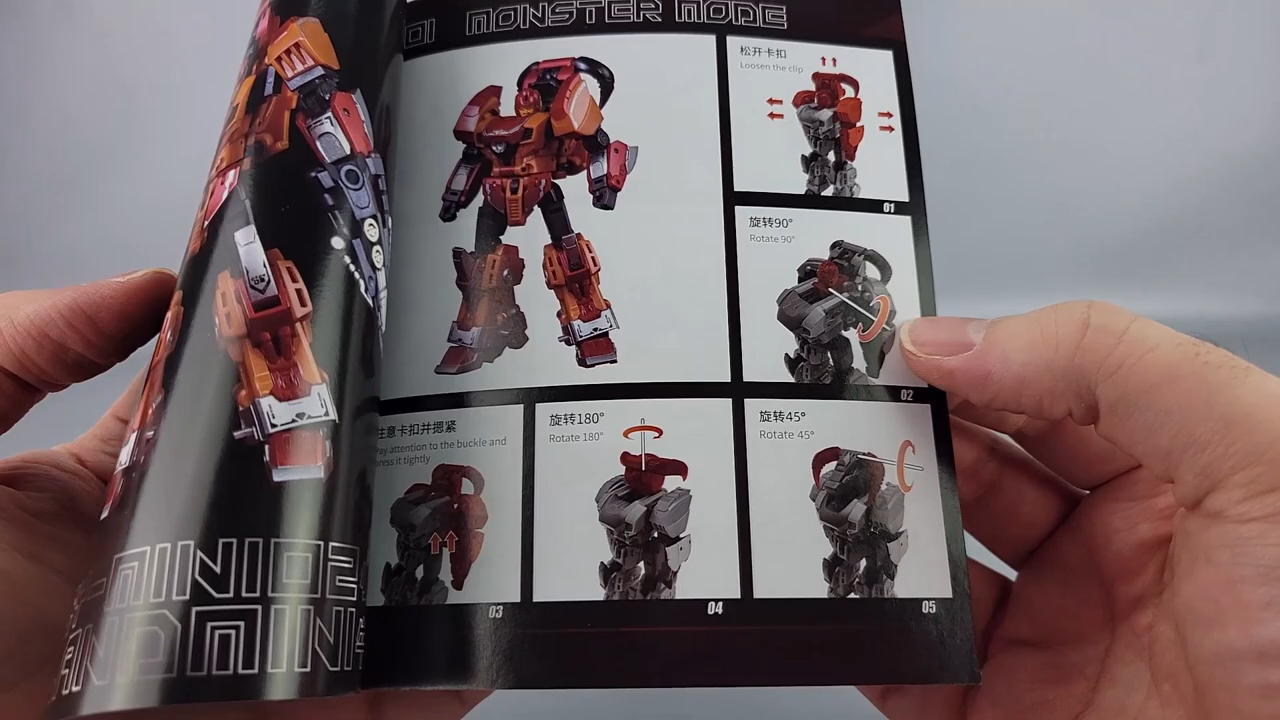 01 MONSTER MODE
松开卡扣
Loosen the clip
01
旋转90°
Rotate 90°
02
注意卡扣并摁紧
Pay attention to the buckle and
press it tightly
03
旋转180°
Rotate 180°
04
旋转45°
Rotate 45°
05
MINI02